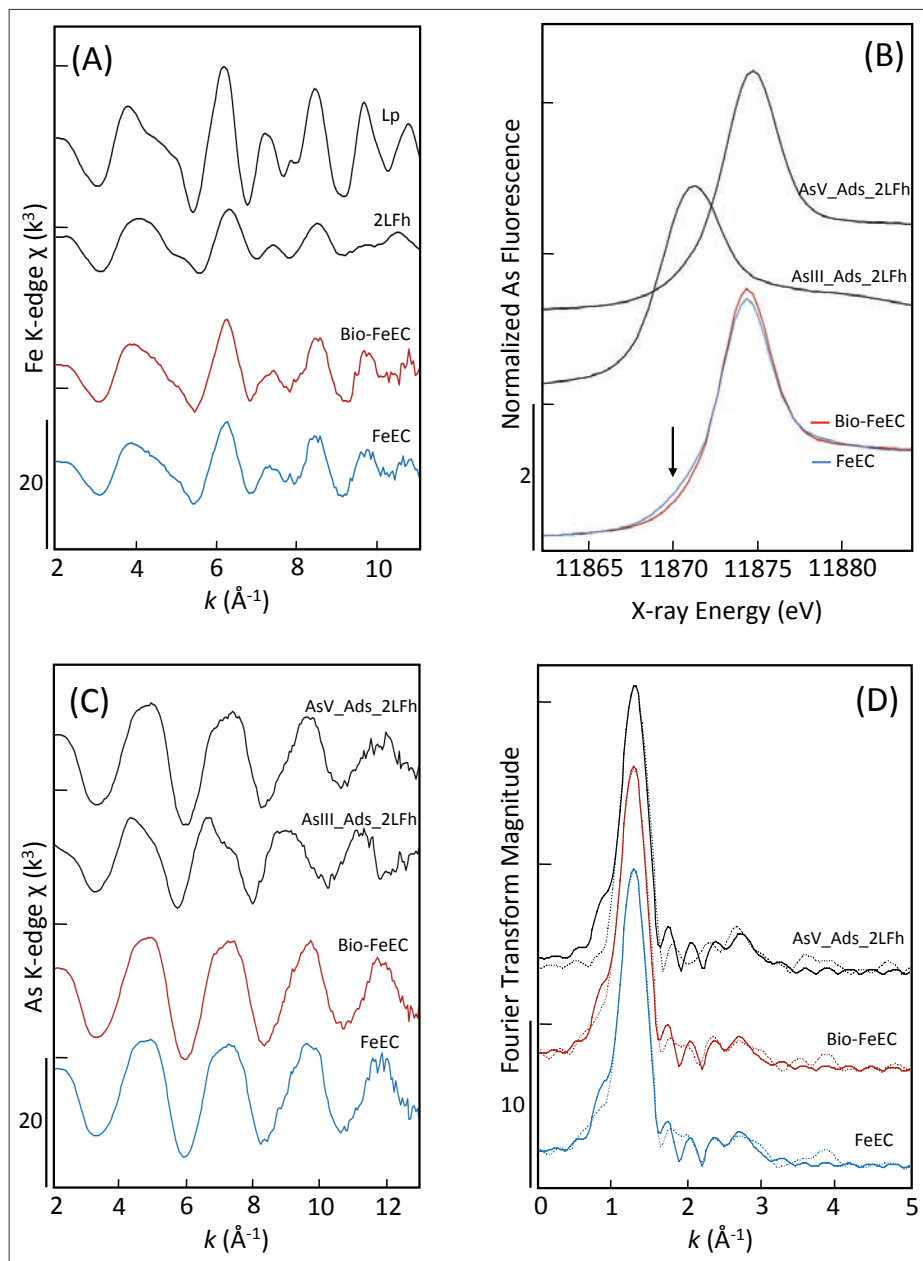 (A)
Lp
2LFh
Bio-FeEC
FeEC
Fe K-edge χ (k³)
20
2 4 6 8 10
k (Å⁻¹)
(B)
AsV_Ads_2LFh
AsIII_Ads_2LFh
Bio-FeEC
FeEC
Normalized As Fluorescence
2
11865 11870 11875 11880
X-ray Energy (eV)
(C)
AsV_Ads_2LFh
AsIII_Ads_2LFh
Bio-FeEC
FeEC
As K-edge χ (k³)
20
2 4 6 8 10 12
k (Å⁻¹)
(D)
AsV_Ads_2LFh
Bio-FeEC
FeEC
Fourier Transform Magnitude
10
0 1 2 3 4 5
k (Å⁻¹)